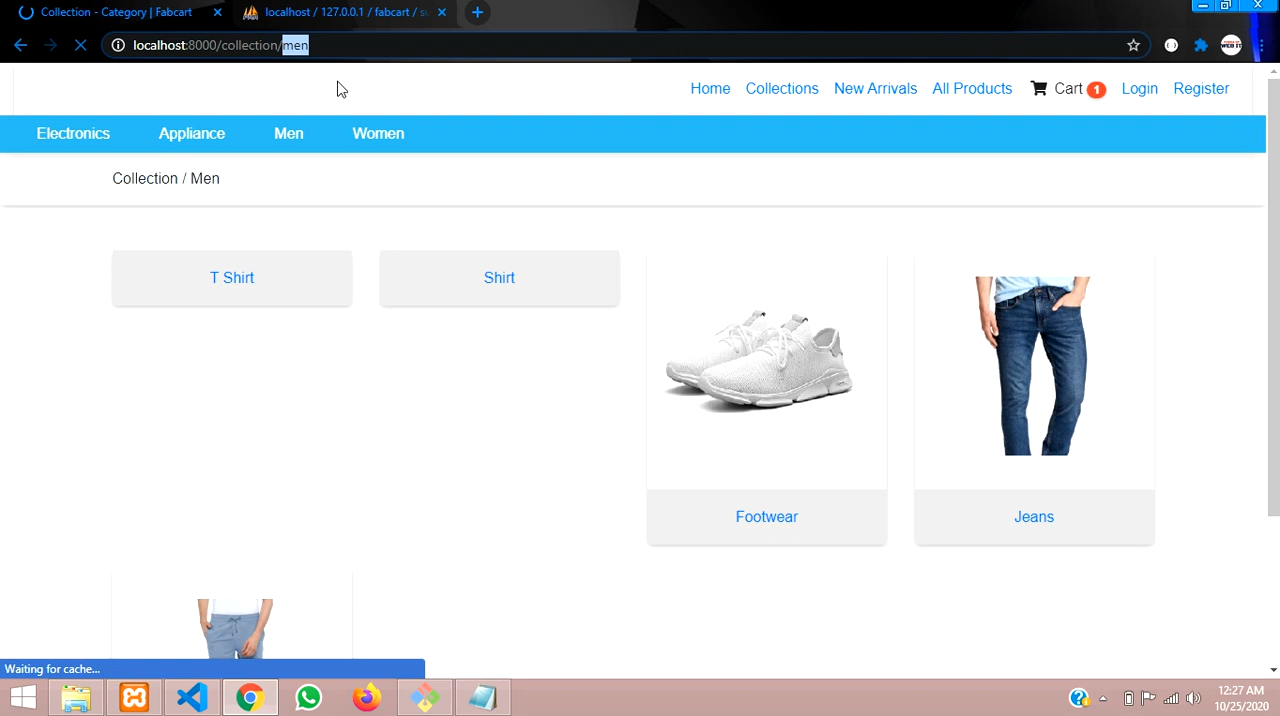 Collection - Category | Fabcart
localhost / 127.0.0.1 / fabcart / su
localhost:8000/collection/men
Home Collections New Arrivals All Products Cart 1 Login Register
Electronics Appliance Men Women
Collection / Men
T Shirt
Shirt
Footwear
Jeans
Waiting for cache...
12:27 AM
10/25/2020